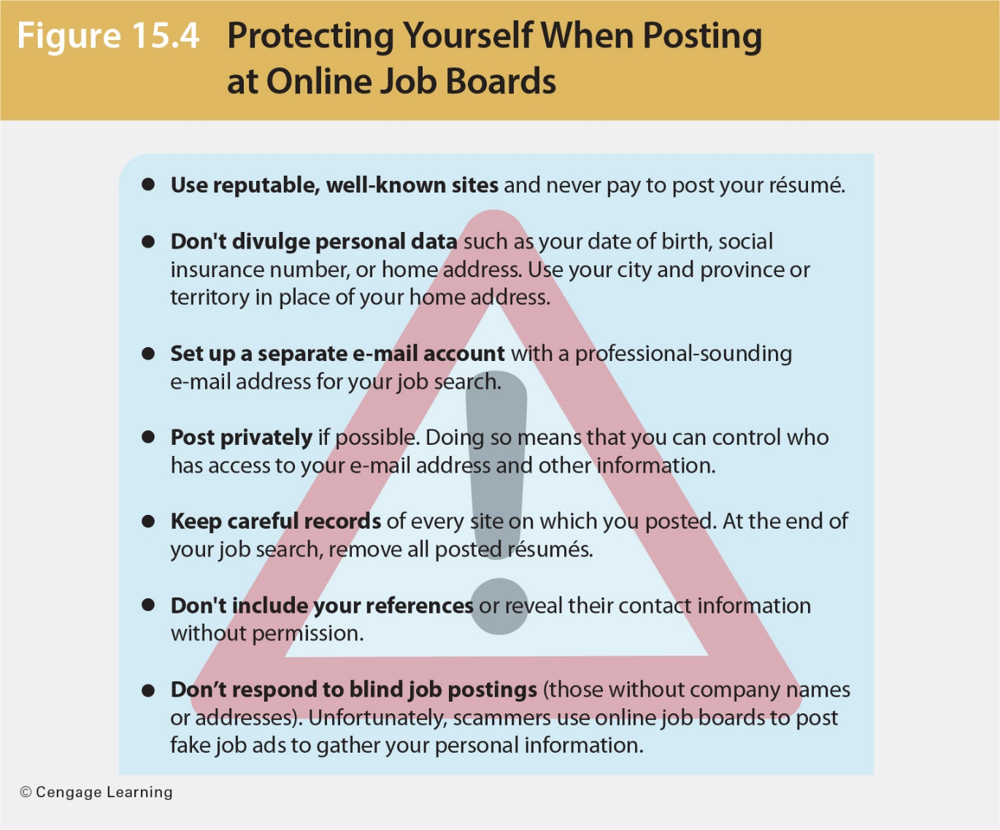 Figure 15.4 Protecting Yourself When Posting
at Online Job Boards
● Use reputable, well-known sites and never pay to post your résumé.
● Don't divulge personal data such as your date of birth, social
insurance number, or home address. Use your city and province or
territory in place of your home address.
● Set up a separate e-mail account with a professional-sounding
e-mail address for your job search.
● Post privately if possible. Doing so means that you can control who
has access to your e-mail address and other information.
● Keep careful records of every site on which you posted. At the end of
your job search, remove all posted résumés.
● Don't include your references or reveal their contact information
without permission.
● Don’t respond to blind job postings (those without company names
or addresses). Unfortunately, scammers use online job boards to post
fake job ads to gather your personal information.
© Cengage Learning